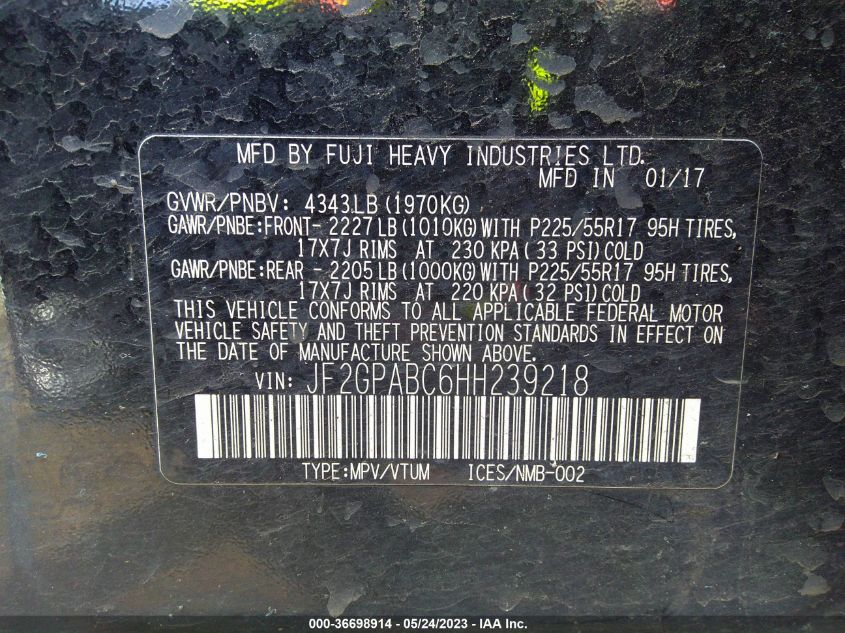 MFD BY FUJI HEAVY INDUSTRIES LTD.
MFD IN 01/17
GVWR/PNBV: 4343LB (1970KG)
GAWR/PNBE:FRONT- 2227 LB (1010KG) WITH P225/55R17 95H TIRES,
17X7J RIMS AT 230 KPA ( 33 PSI) COLD
GAWR/PNBE:REAR - 2205 LB (1000KG) WITH P225/55R17 95H TIRES,
17X7J RIMS AT 220 KPA ( 32 PSI) COLD
THIS VEHICLE CONFORMS TO ALL APPLICABLE FEDERAL MOTOR
VEHICLE SAFETY AND THEFT PREVENTION STANDARDS IN EFFECT ON
THE DATE OF MANUFACTURE SHOWN ABOVE.
VIN: JF2GPABC6HH239218
TYPE:MPV/VTUM ICES/NMB-002
000-36698914 - 05/24/2023 - IAA Inc.